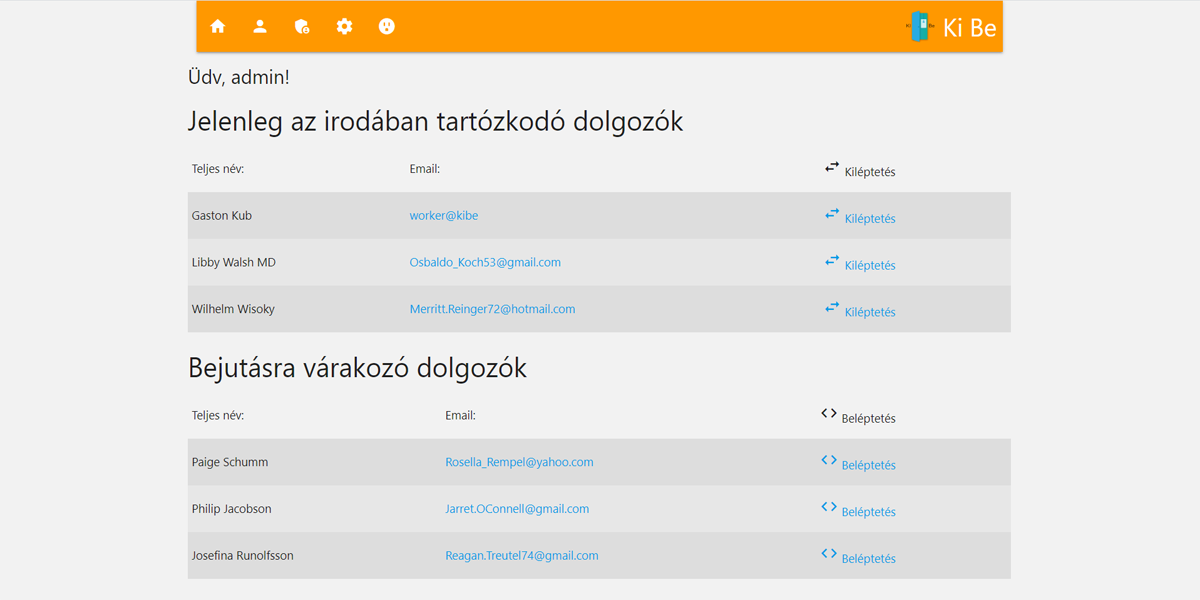 Ki Be Ki Be
Üdv, admin!
Jelenleg az irodában tartózkodó dolgozók
Teljes név: Email: Kiléptetés
Gaston Kub worker@kibe Kiléptetés
Libby Walsh MD Osbaldo_Koch53@gmail.com Kiléptetés
Wilhelm Wisoky Merritt.Reinger72@hotmail.com Kiléptetés
Bejutásra várakozó dolgozók
Teljes név: Email: Beléptetés
Paige Schumm Rosella_Rempel@yahoo.com Beléptetés
Philip Jacobson Jarret.OConnell@gmail.com Beléptetés
Josefina Runolfsson Reagan.Treutel74@gmail.com Beléptetés